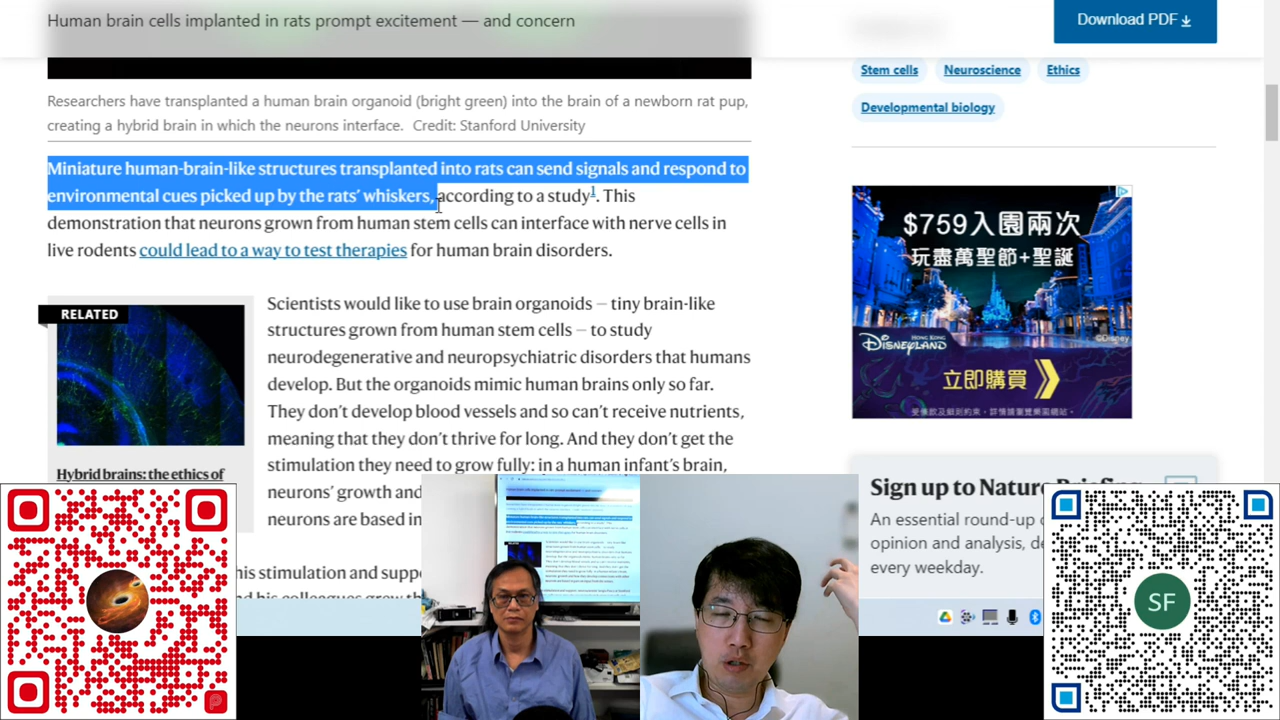 Human brain cells implanted in rats prompt excitement — and concern
Download PDF
Researchers have transplanted a human brain organoid (bright green) into the brain of a newborn rat pup,
creating a hybrid brain in which the neurons interface. Credit: Stanford University
Miniature human-brain-like structures transplanted into rats can send signals and respond to
environmental cues picked up by the rats’ whiskers, according to a study1. This
demonstration that neurons grown from human stem cells can interface with nerve cells in
live rodents could lead to a way to test therapies for human brain disorders.
RELATED
Hybrid brains: the ethics of
Scientists would like to use brain organoids — tiny brain-like
structures grown from human stem cells — to study
neurodegenerative and neuropsychiatric disorders that humans
develop. But the organoids mimic human brains only so far.
They don’t develop blood vessels and so can’t receive nutrients,
meaning that they don’t thrive for long. And they don’t get the
stimulation they need to grow fully: in a human infant’s brain,
neurons’ growth and
neurons are based in
his stimulation and supp
Stem cells
Neuroscience
Ethics
Developmental biology
$759入園兩次
玩盡萬聖節+聖誕
HONG KONG
DISNEYLAND
©Disney
立即購買
Sign up to Nature Briefing
An essential round-up
opinion and analysis
every weekday.
SF